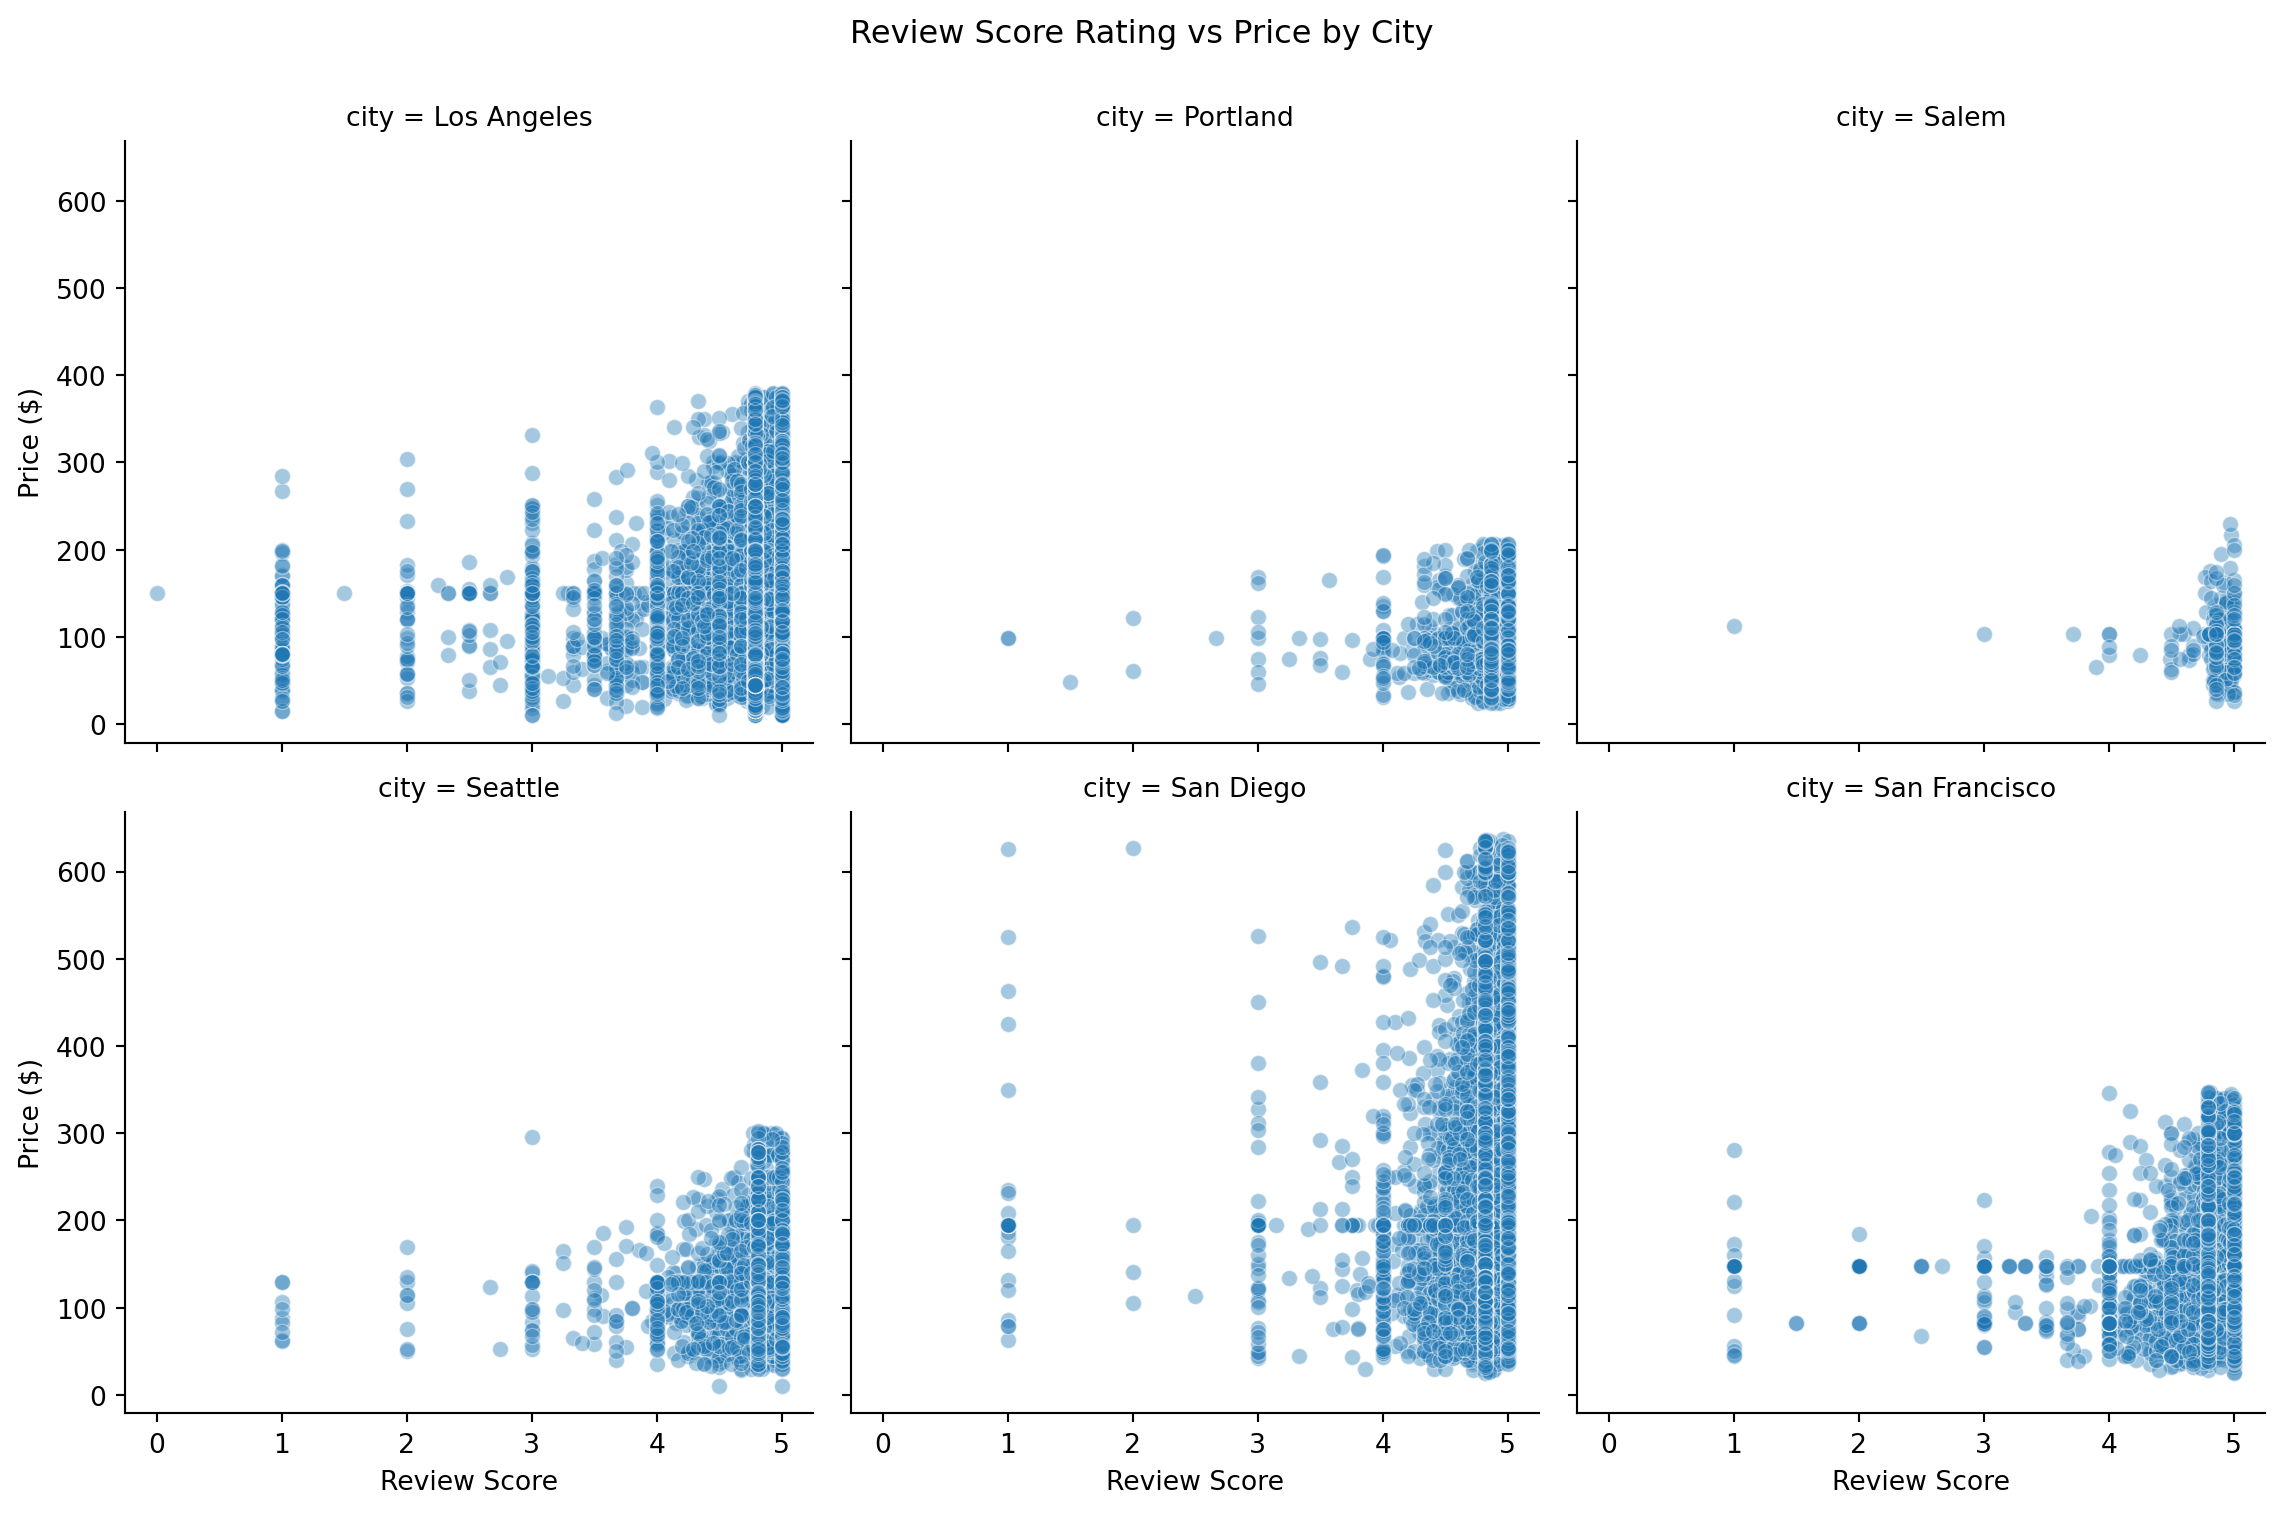 Review Score Rating vs Price by City
city = Los Angeles
city = Portland
city = Salem
600
500
400
300
200
100
0
Price ($)
city = Seattle
city = San Diego
city = San Francisco
600
500
400
300
200
100
0
Price ($)
0 1 2 3 4 5
0 1 2 3 4 5
0 1 2 3 4 5
Review Score
Review Score
Review Score